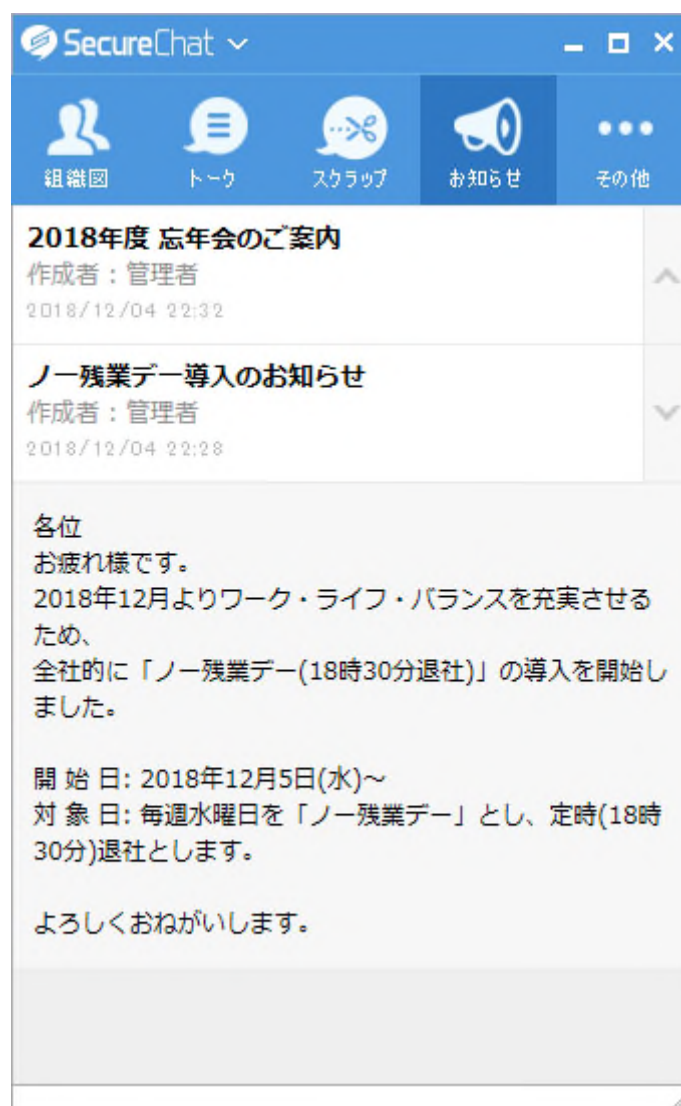 SecureChat
組織図
トーク
スクラップ
お知らせ
その他
2018年度 忘年会のご案内
作成者：管理者
2018/12/04 22:32
ノー残業デー導入のお知らせ
作成者：管理者
2018/12/04 22:28
各位
お疲れ様です。
2018年12月よりワーク・ライフ・バランスを充実させる
ため、
全社的に「ノー残業デー(18時30分退社)」の導入を開始し
ました。
開 始 日: 2018年12月5日(水)～
対 象 日: 毎週水曜日を「ノー残業デー」とし、定時(18時
30分)退社とします。
よろしくおねがいします。